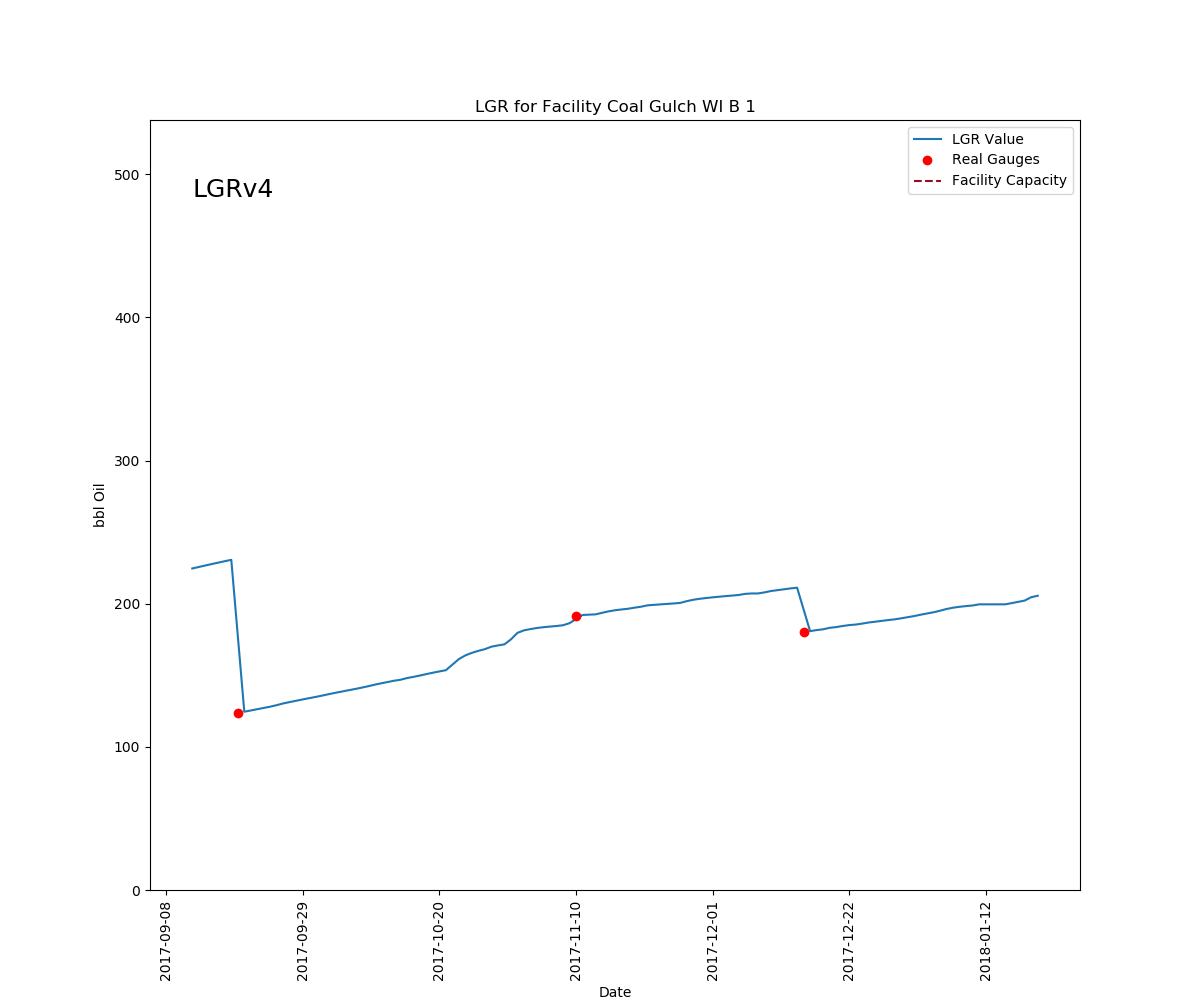 LGR for Facility Coal Gulch WI B 1
LGR Value
Real Gauges
Facility Capacity
LGRv4
500
400
300
200
100
0
bbl Oil
2017-09-08
2017-09-29
2017-10-20
2017-11-10
2017-12-01
2017-12-22
2018-01-12
Date